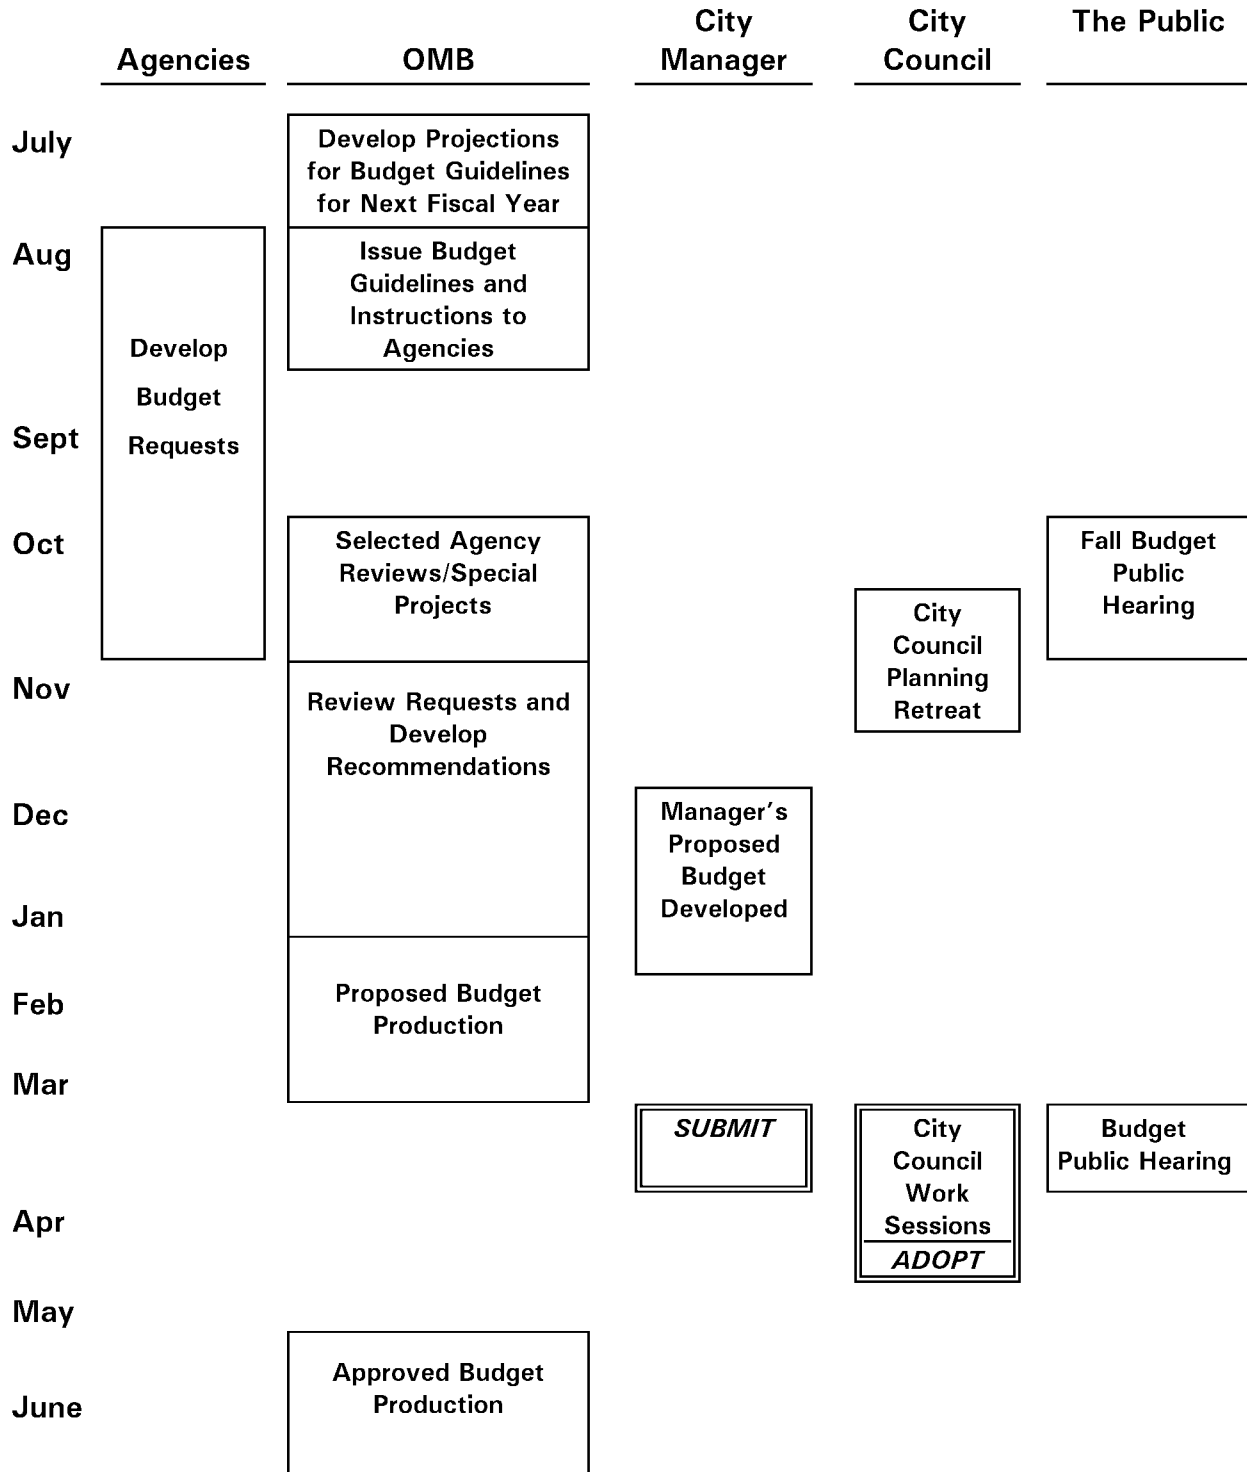 City
Manager
City
Council
The Public
Agencies
OMB
July
Develop Projections
for Budget Guidelines
for Next Fiscal Year
Aug
Issue Budget
Guidelines and
Instructions to
Agencies
Develop
Budget
Requests
Sept
Oct
Selected Agency
Reviews/Special
Projects
Fall Budget
Public
Hearing
City
Council
Planning
Retreat
Nov
Review Requests and
Develop
Recommendations
Dec
Manager's
Proposed
Budget
Developed
Jan
Feb
Proposed Budget
Production
Mar
SUBMIT
City
Council
Work
Sessions
ADOPT
Budget
Public Hearing
Apr
May
Approved Budget
Production
June